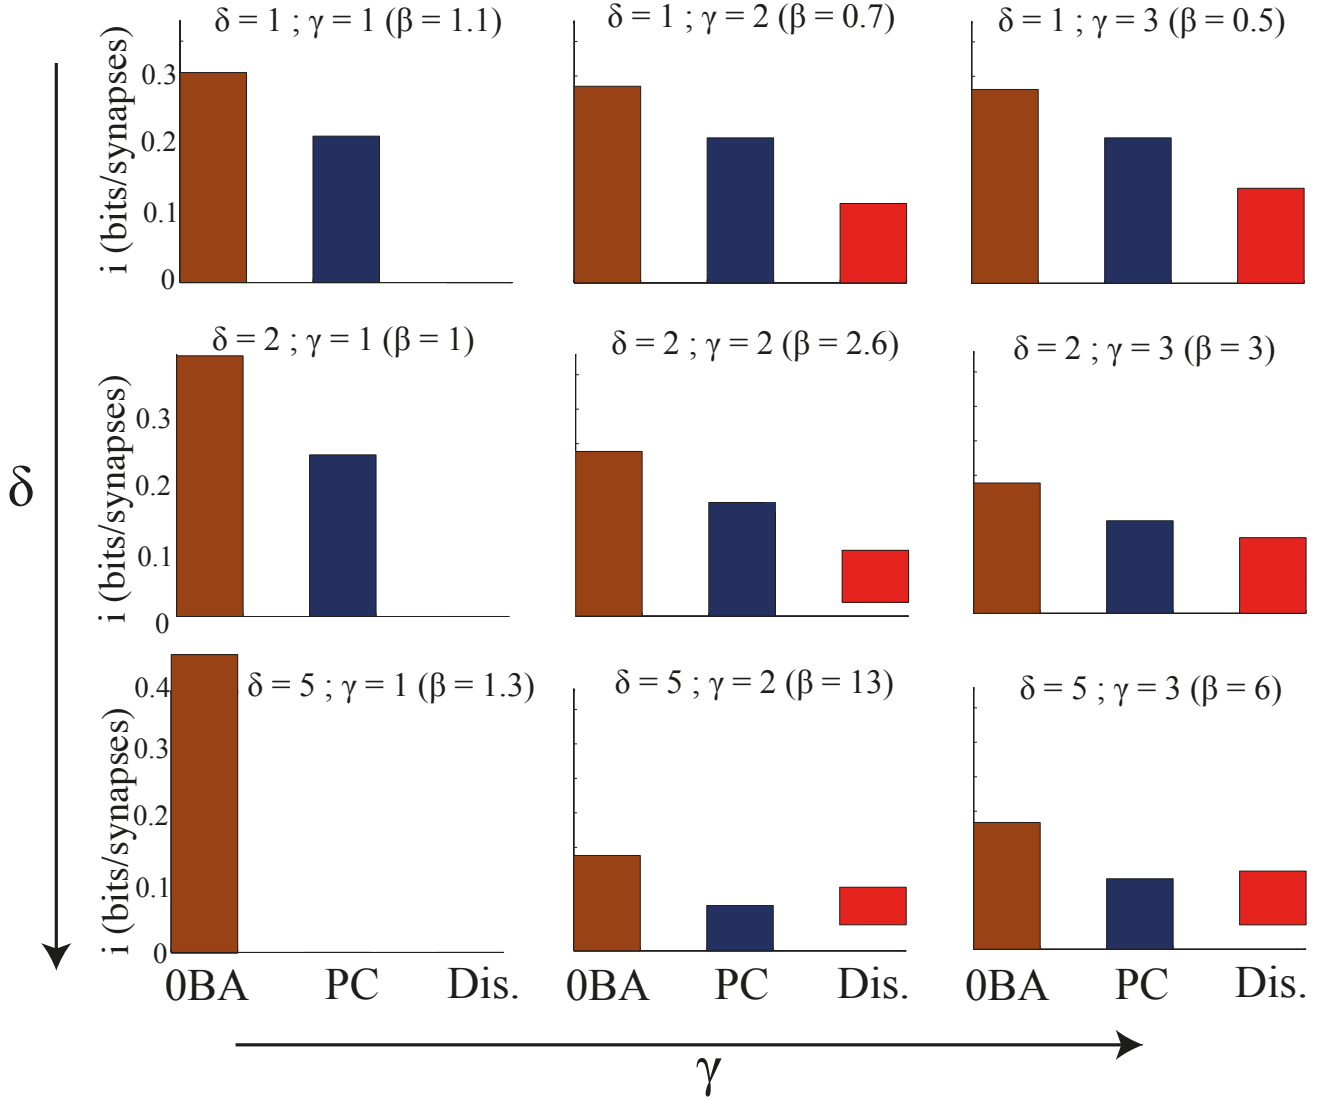 δ = 1 ; γ = 1 (β = 1.1)
δ = 1 ; γ = 2 (β = 0.7)
δ = 1 ; γ = 3 (β = 0.5)
i (bits/synapses)
0.3
0.2
0.1
0
δ = 2 ; γ = 1 (β = 1)
δ = 2 ; γ = 2 (β = 2.6)
δ = 2 ; γ = 3 (β = 3)
i (bits/synapses)
0.3
0.2
0.1
0
δ
δ = 5 ; γ = 1 (β = 1.3)
δ = 5 ; γ = 2 (β = 13)
δ = 5 ; γ = 3 (β = 6)
i (bits/synapses)
0.4
0.3
0.2
0.1
0
0BA PC Dis.
0BA PC Dis.
0BA PC Dis.
γ